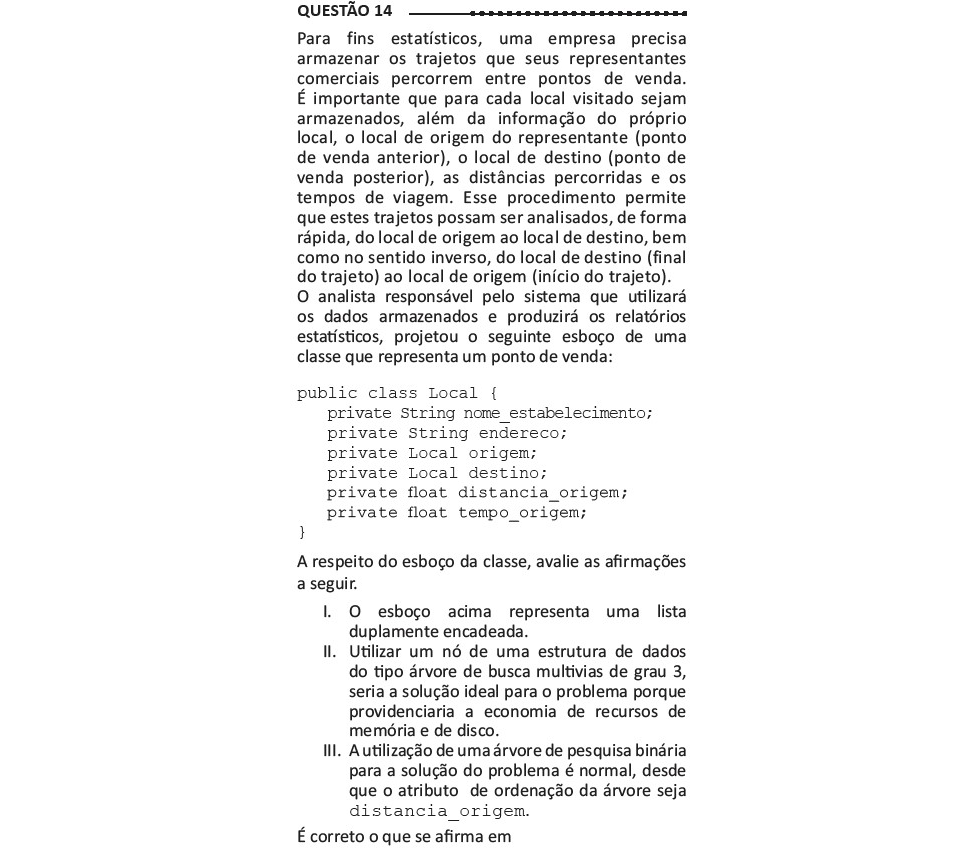 QUESTÃO 14
Para fins estatísticos, uma empresa precisa
armazenar os trajetos que seus representantes
comerciais percorrem entre pontos de venda.
É importante que para cada local visitado sejam
armazenados, além da informação do próprio
local, o local de origem do representante (ponto
de venda anterior), o local de destino (ponto de
venda posterior), as distâncias percorridas e os
tempos de viagem. Esse procedimento permite
que estes trajetos possam ser analisados, de forma
rápida, do local de origem ao local de destino, bem
como no sentido inverso, do local de destino (final
do trajeto) ao local de origem (início do trajeto).
O analista responsável pelo sistema que utilizará
os dados armazenados e produzirá os relatórios
estatísticos, projetou o seguinte esboço de uma
classe que representa um ponto de venda:
public class Local {
private String nome_estabelecimento;
private String endereco;
private Local origem;
private Local destino;
private float distancia_origem;
private float tempo_origem;
}
A respeito do esboço da classe, avalie as afirmações
a seguir.
I. O esboço acima representa uma lista
duplamente encadeada.
II. Utilizar um nó de uma estrutura de dados
do tipo árvore de busca multivias de grau 3,
seria a solução ideal para o problema porque
providenciaria a economia de recursos de
memória e de disco.
III. A utilização de uma árvore de pesquisa binária
para a solução do problema é normal, desde
que o atributo de ordenação da árvore seja
distancia_origem.
É correto o que se afirma em